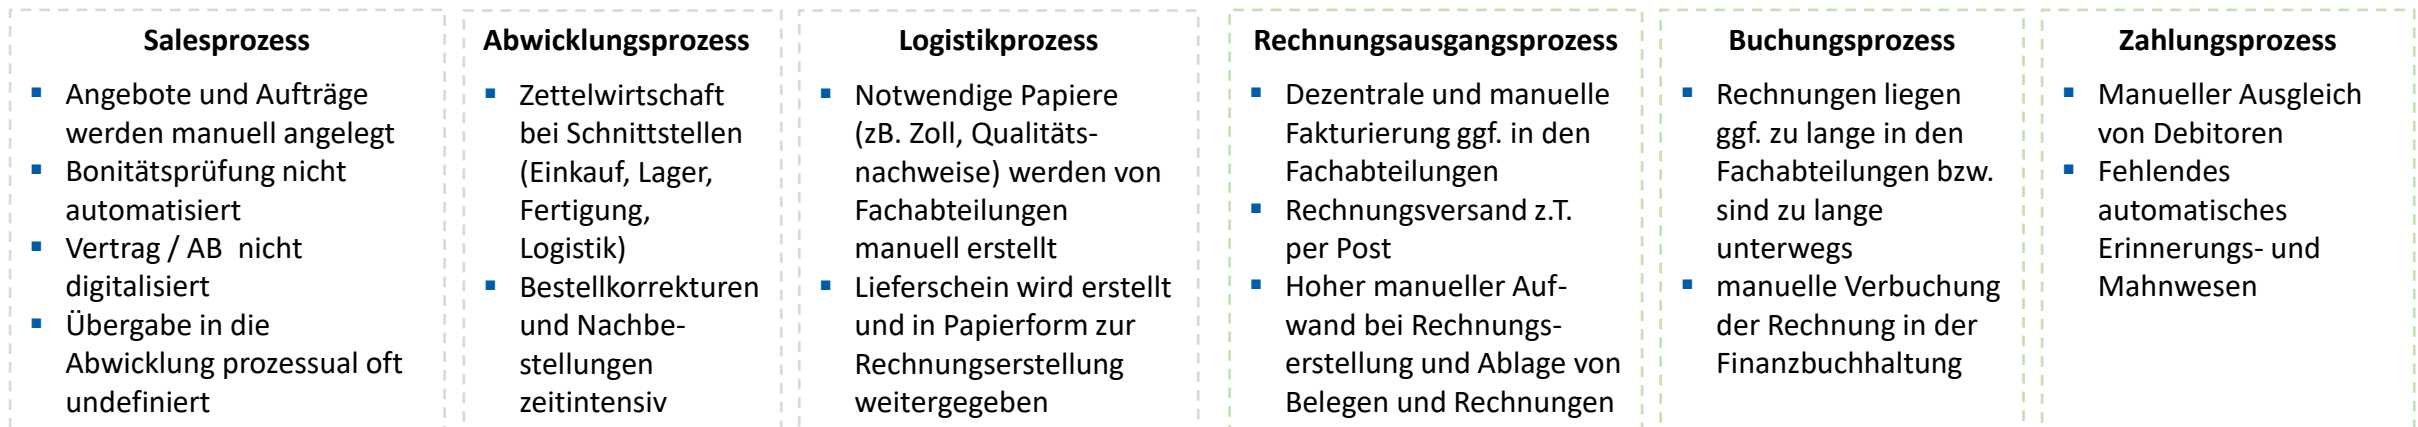 Salesprozess
▪ Angebote und Aufträge
werden manuell angelegt
▪ Bonitätsprüfung nicht
automatisiert
▪ Vertrag / AB  nicht
digitalisiert
▪ Übergabe in die
Abwicklung prozessual oft
undefiniert
Abwicklungsprozess
▪ Zettelwirtschaft
bei Schnittstellen
(Einkauf, Lager,
Fertigung,
Logistik)
▪ Bestellkorrekturen
und Nachbe-
stellungen
zeitintensiv
Logistikprozess
▪ Notwendige Papiere
(zB. Zoll, Qualitäts-
nachweise) werden von
Fachabteilungen
manuell erstellt
▪ Lieferschein wird erstellt
und in Papierform zur
Rechnungserstellung
weitergegeben
Rechnungsausgangsprozess
▪ Dezentrale und manuelle
Fakturierung ggf. in den
Fachabteilungen
▪ Rechnungsversand z.T.
per Post
▪ Hoher manueller Auf-
wand bei Rechnungs-
erstellung und Ablage von
Belegen und Rechnungen
Buchungsprozess
▪ Rechnungen liegen
ggf. zu lange in den
Fachabteilungen bzw.
sind zu lange
unterwegs
▪ manuelle Verbuchung
der Rechnung in der
Finanzbuchhaltung
Zahlungsprozess
▪ Manueller Ausgleich
von Debitoren
▪ Fehlendes
automatisches
Erinnerungs- und
Mahnwesen